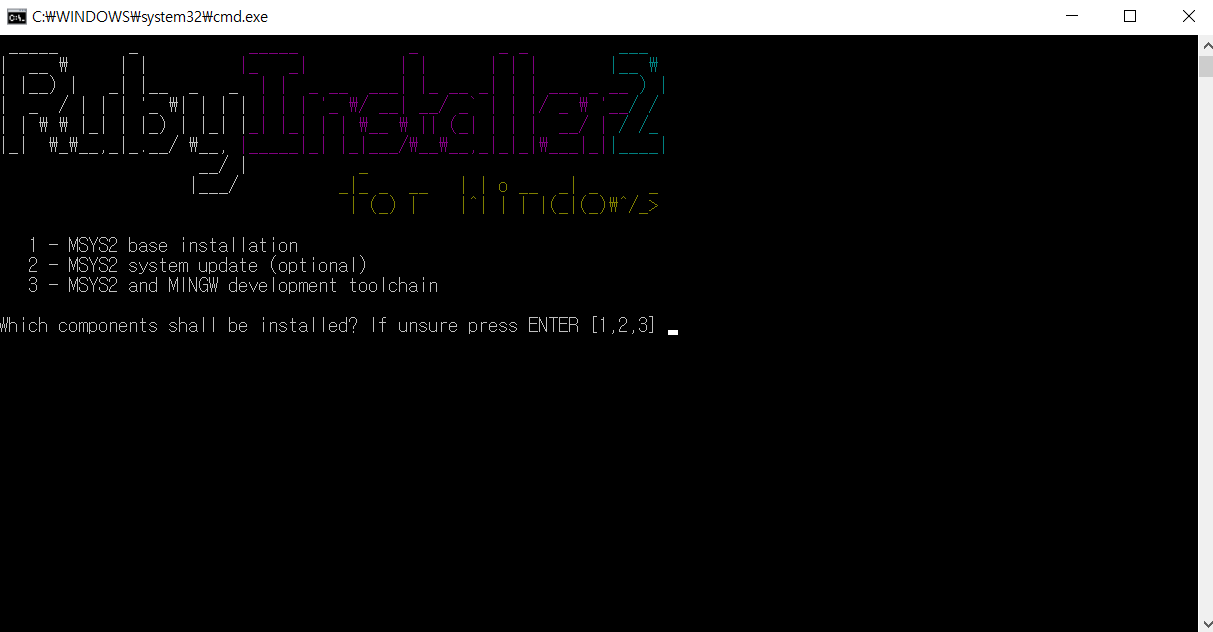 C:₩WINDOWS₩system32₩cmd.exe
RubyInstaller2
for Windows
1 - MSYS2 base installation
2 - MSYS2 system update (optional)
3 - MSYS2 and MINGW development toolchain
Which components shall be installed? If unsure press ENTER [1,2,3]